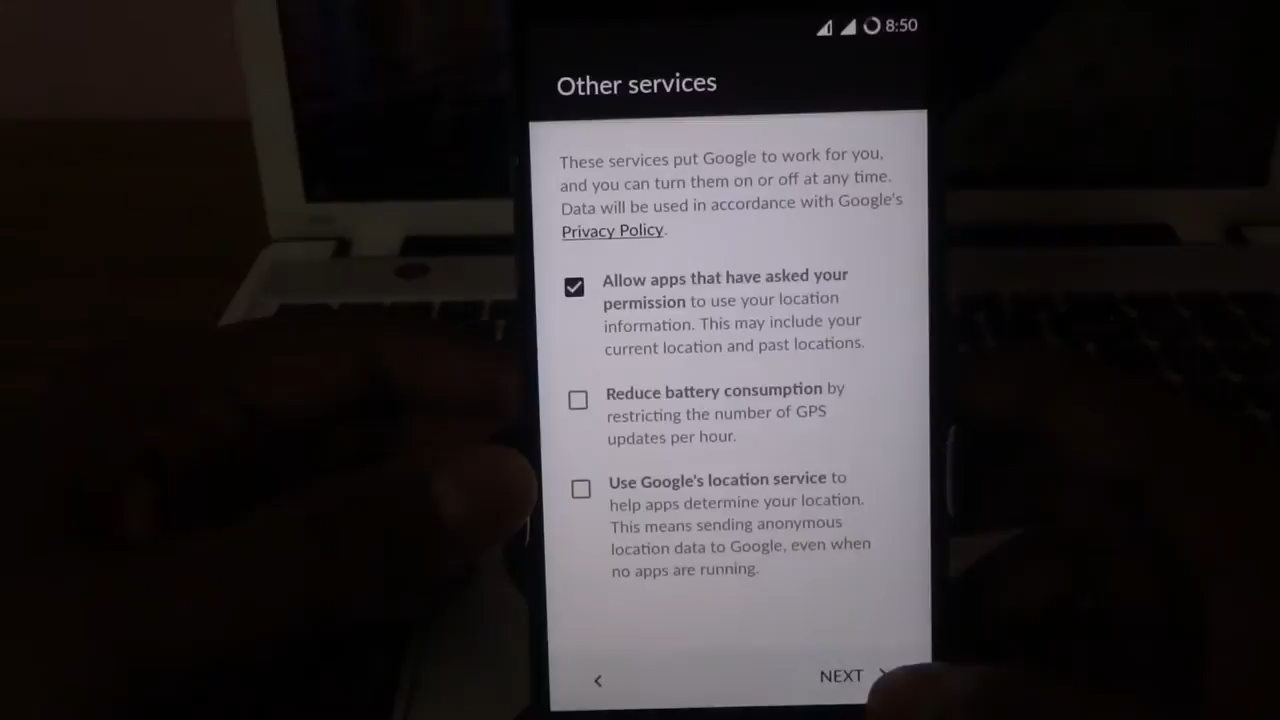 8:50
Other services
These services put Google to work for you,
and you can turn them on or off at any time.
Data will be used in accordance with Google's
Privacy Policy.
Allow apps that have asked your
permission to use your location
information. This may include your
current location and past locations.
Reduce battery consumption by
restricting the number of GPS
updates per hour.
Use Google's location service to
help apps determine your location.
This means sending anonymous
location data to Google, even when
no apps are running.
NEXT